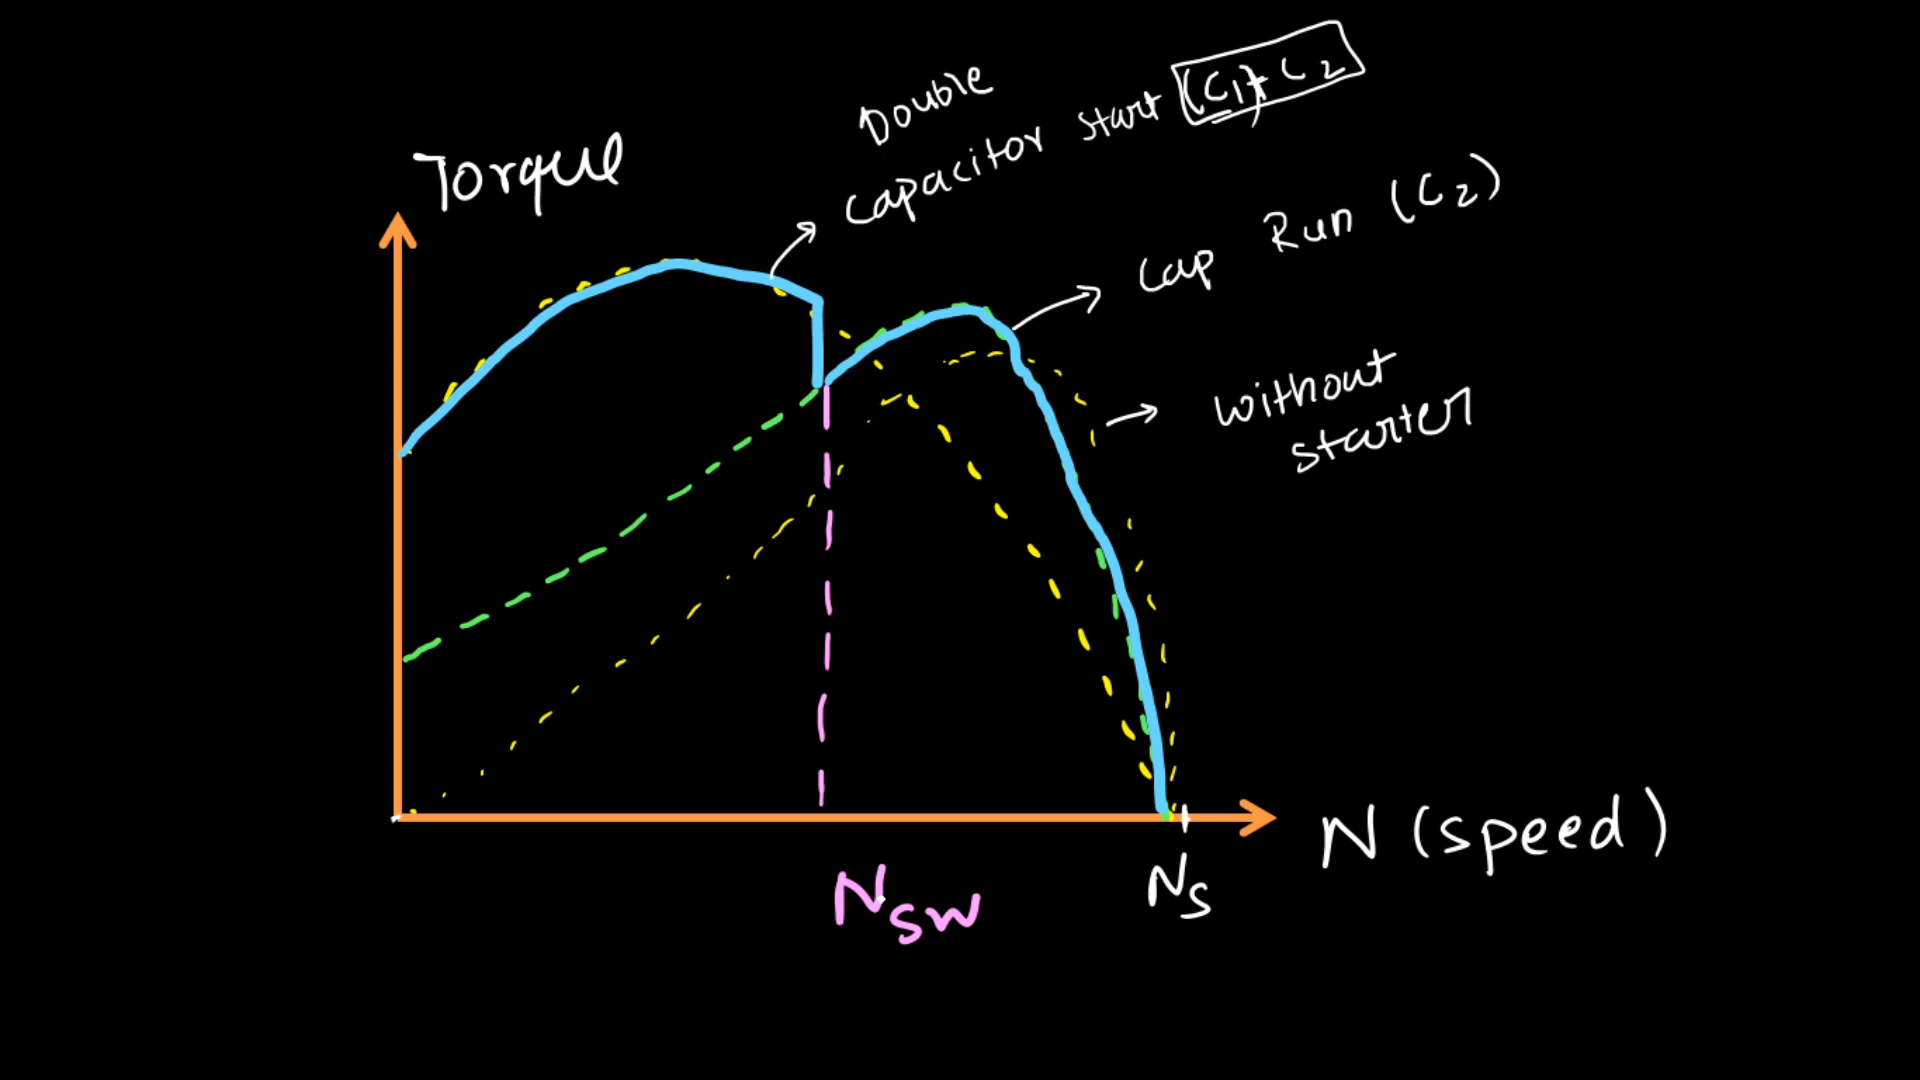 Torque
Double
Capacitor start (C1)+C2
Cap Run (C2)
without
starter
N (speed)
Ns
Nsw